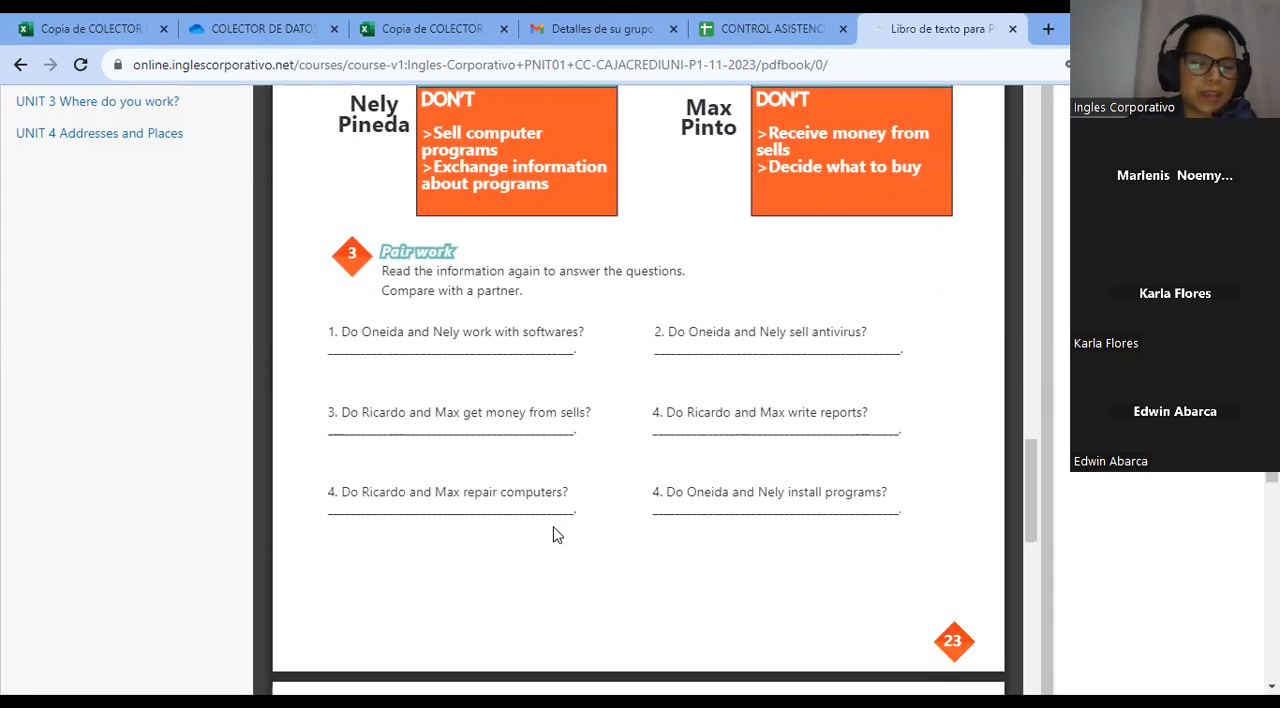 Copia de COLECTOR
COLECTOR DE DATOS
Copia de COLECTOR
Detalles de su grupo
CONTROL ASISTENC
Libro de texto para P
online.inglescorporativo.net/courses/course-v1:Ingles-Corporativo+PNIT01+CC-CAJACREDIUNI-P1-11-2023/pdfbook/0/
UNIT 3 Where do you work?
UNIT 4 Addresses and Places
Nely
Pineda
DON'T
>Sell computer
programs
>Exchange information
about programs
Max
Pinto
DON'T
>Receive money from
sells
>Decide what to buy
3
Pair work
Read the information again to answer the questions.
Compare with a partner.
1. Do Oneida and Nely work with softwares?
2. Do Oneida and Nely sell antivirus?
3. Do Ricardo and Max get money from sells?
4. Do Ricardo and Max write reports?
4. Do Ricardo and Max repair computers?
4. Do Oneida and Nely install programs?
23
Ingles Corporativo
Marlenis Noemy...
Karla Flores
Karla Flores
Edwin Abarca
Edwin Abarca